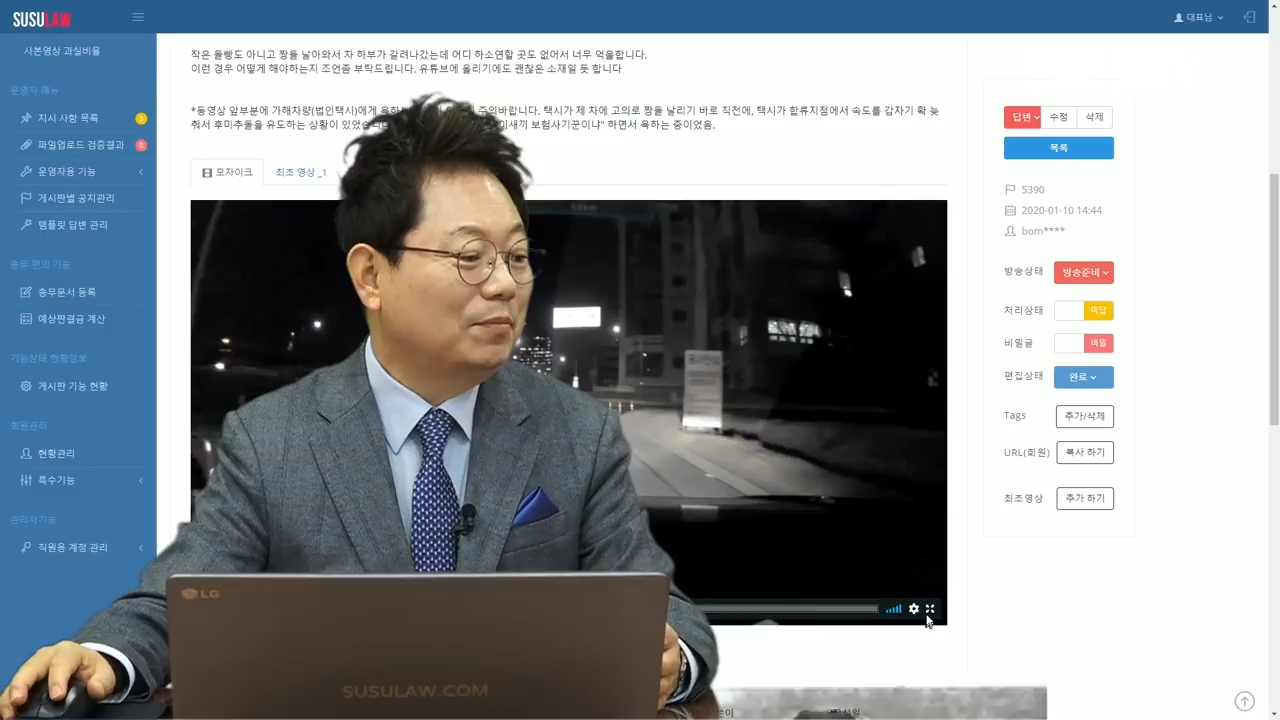 SUSULAW
대표님
사본영상 과실비율
운영자 메뉴
지시 사항 목록
3
파일업로드 검증결과
8
운영자용 기능
게시판별 공지관리
템플릿 답변 관리
송무 편의 기능
송무문서 등록
예상판결금 계산
기능상태 현황정보
게시판 기능 현황
회원관리
현황관리
특수기능
관리자기능
직원용 계정 관리
작은 돌빵도 아니고 짱돌 날아와서 차 하부가 갈려나갔는데 어디 하소연할 곳도 없어서 너무 억울합니다.
이런 경우 어떻게 해야하는지 조언좀 부탁드립니다. 유튜브에 올리기에도 괜찮은 소재일 듯 합니다
*동영상 앞부분에 가해차량(법인택시)에게 주의바랍니다. 택시가 제 차에 고의로 짱돌 날리기 바로 직전에, 택시가 합류지점에서 속도를 갑자기 확 늦
춰서 후미추돌을 유도하는 상황이 있었 보험사기꾼이냐" 하면서 욕하는 중이었음.
모자이크
최초 영상 _1
답변
수정
삭제
목록
5390
2020-01-10 14:44
bom****
방송상태
방송준비
처리상태
미답
비밀글
비밀
편집상태
완료
Tags
추가/삭제
URL(회원)
복사 하기
최초영상
추가 하기
LG
SUSULAW.COM